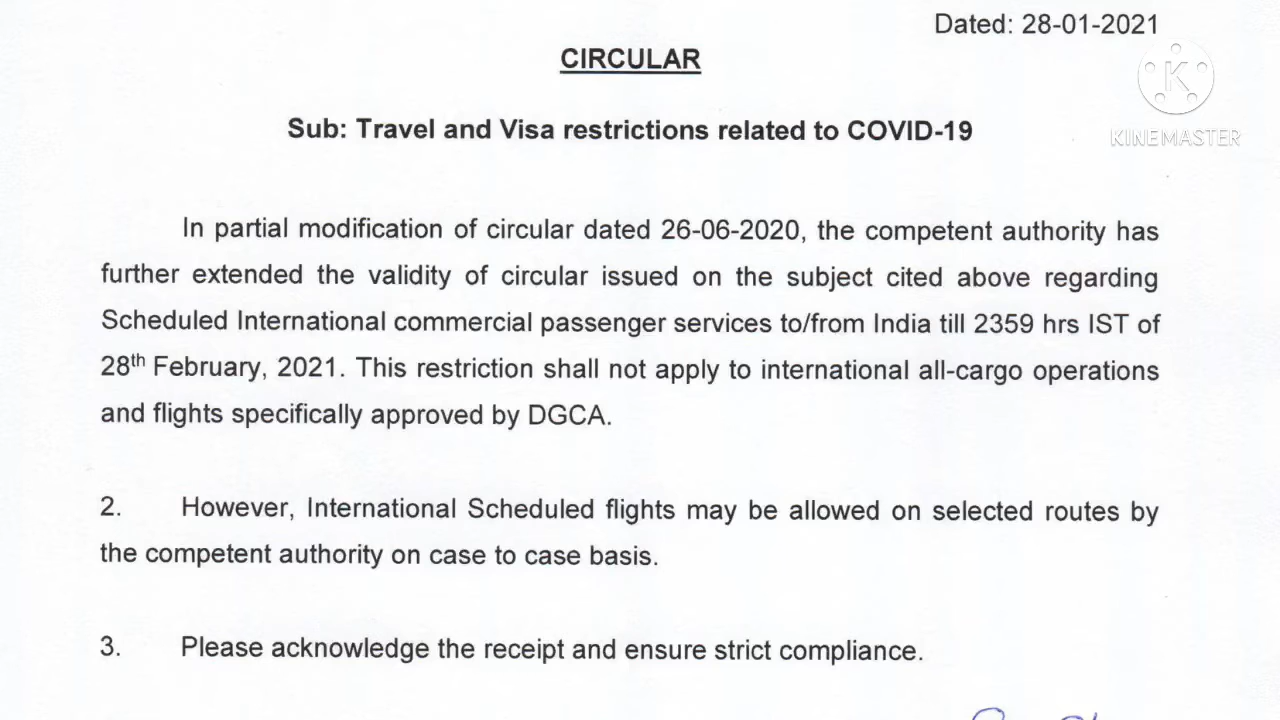 Dated: 28-01-2021
CIRCULAR
Sub: Travel and Visa restrictions related to COVID-19
K
KINEMASTER
In partial modification of circular dated 26-06-2020, the competent authority has
further extended the validity of circular issued on the subject cited above regarding
Scheduled International commercial passenger services to/from India till 2359 hrs IST of
28th February, 2021. This restriction shall not apply to international all-cargo operations
and flights specifically approved by DGCA.
2. However, International Scheduled flights may be allowed on selected routes by
the competent authority on case to case basis.
3. Please acknowledge the receipt and ensure strict compliance.